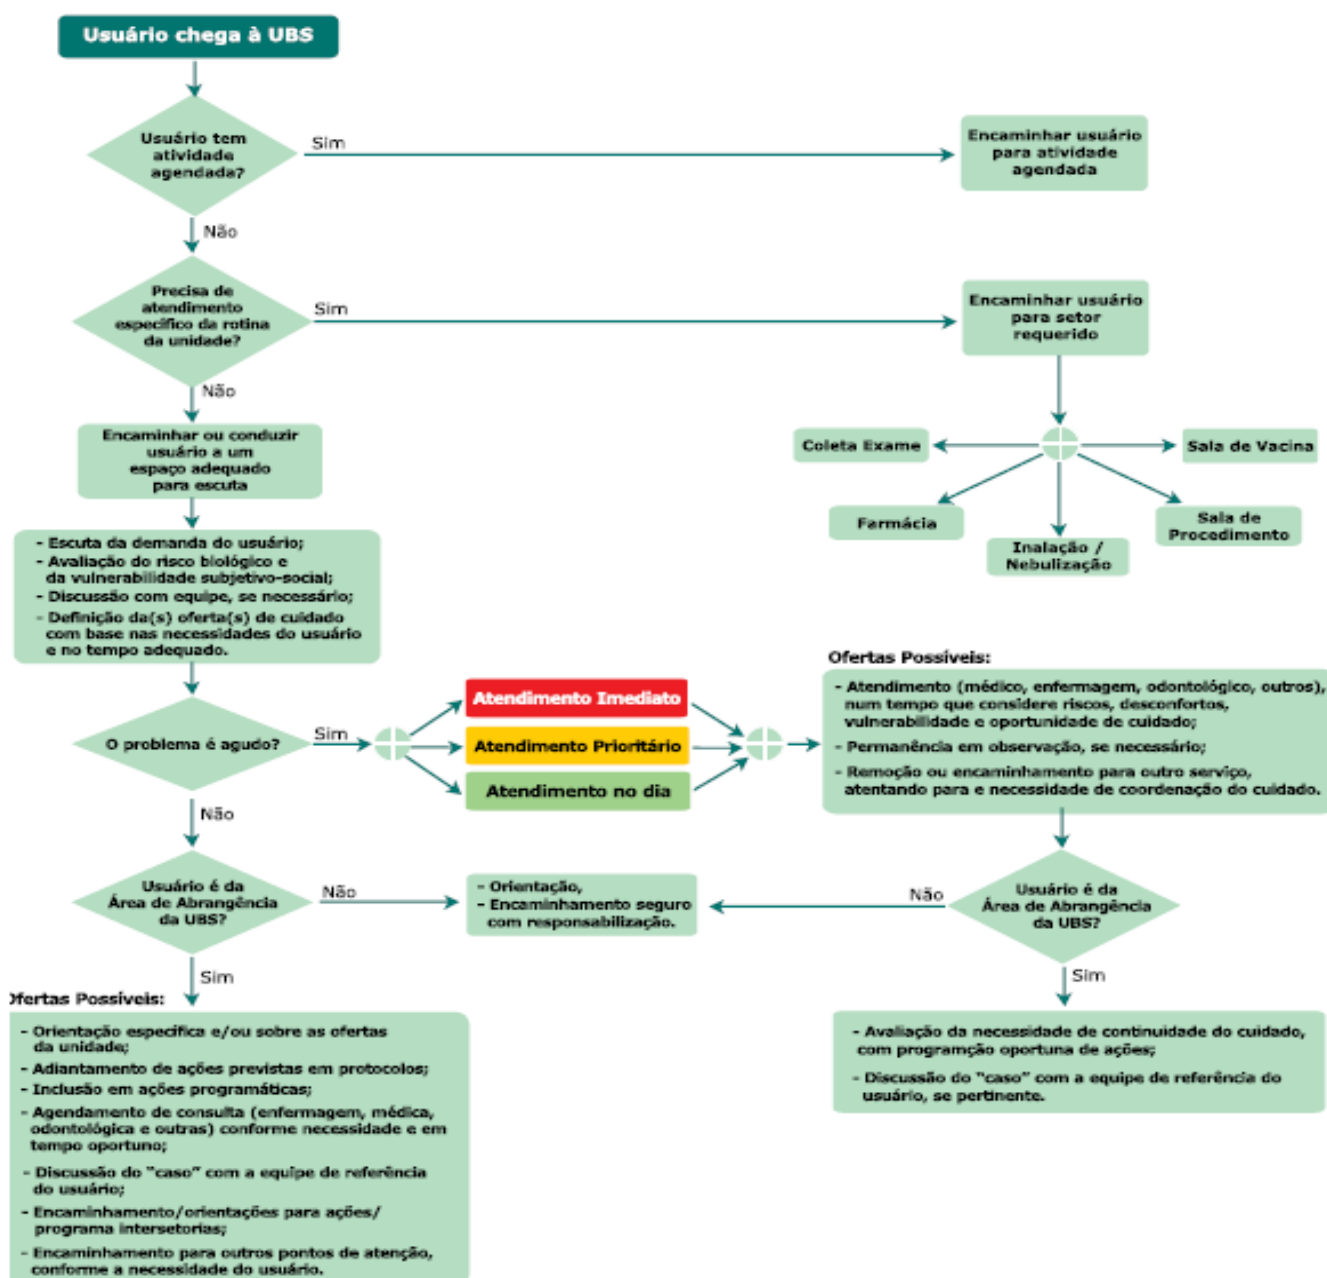 Usuário chega à UBS
Usuário tem
atividade
agendada?
Sim
Encaminhar usuário
para atividade
agendada
Não
Precisa de
atendimento
específico da rotina
da unidade?
Sim
Encaminhar usuário
para setor
requerido
Não
Coleta Exame
Sala de Vacina
Farmácia
Sala de
Procedimento
Inalação /
Nebulização
Encaminhar ou conduzir
usuário a um
espaço adequado
para escuta
- Escuta da demanda do usuário;
- Avaliação do risco biológico e
da vulnerabilidade subjetivo-social;
- Discussão com equipe, se necessário;
- Definição da(s) oferta(s) de cuidado
com base nas necessidades do usuário
e no tempo adequado.
O problema é agudo?
Sim
Atendimento Imediato
Atendimento Prioritário
Atendimento no dia
Ofertas Possíveis:
- Atendimento (médico, enfermagem, odontológico, outros),
num tempo que considere riscos, desconfortos,
vulnerabilidade e oportunidade de cuidado;
- Permanência em observação, se necessário;
- Remoção ou encaminhamento para outro serviço,
atentando para e necessidade de coordenação do cuidado.
Não
Usuário é da
Área de Abrangência
da UBS?
Não
- Orientação,
- Encaminhamento seguro
com responsabilização.
Não
Usuário é da
Área de Abrangência
da UBS?
Sim
Sim
Ofertas Possíveis:
- Orientação específica e/ou sobre as ofertas
da unidade;
- Adiantamento de ações previstas em protocolos;
- Inclusão em ações programáticas;
- Agendamento de consulta (enfermagem, médica,
odontológica e outras) conforme necessidade e em
tempo oportuno;
- Discussão do "caso" com a equipe de referência
do usuário;
- Encaminhamento/orientações para ações/
programa intersetorias;
- Encaminhamento para outros pontos de atenção,
conforme a necessidade do usuário.
- Avaliação da necessidade de continuidade do cuidado,
com programção oportuna de ações;
- Discussão do "caso" com a equipe de referência do
usuário, se pertinente.